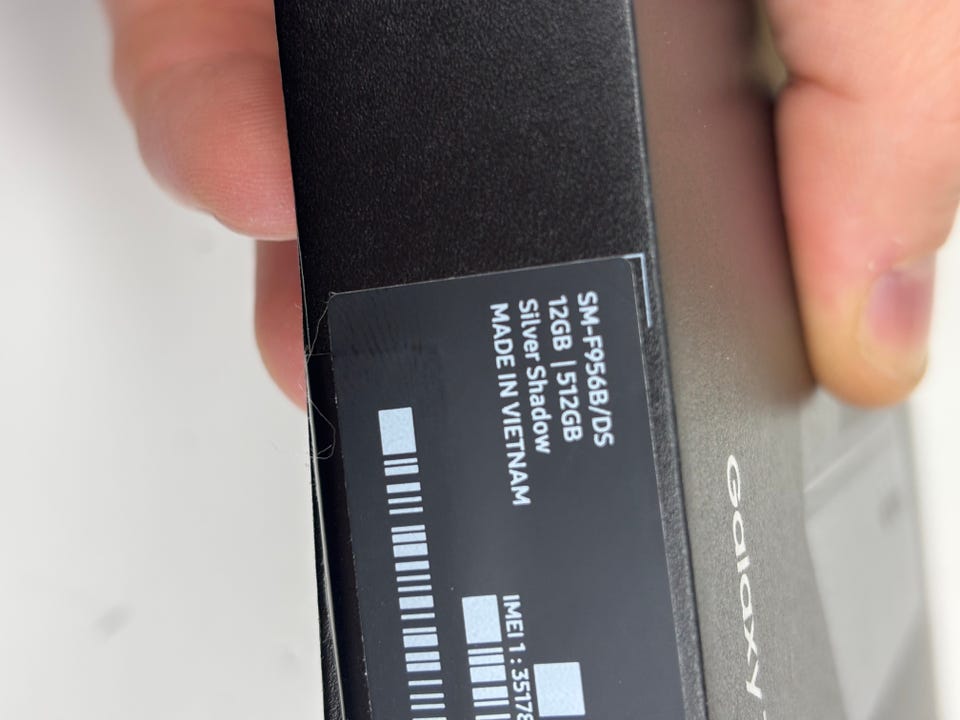 SM-F956B/DS
12GB | 512GB
Silver Shadow
MADE IN VIETNAM
IMEI 1 : 35178
Galaxy